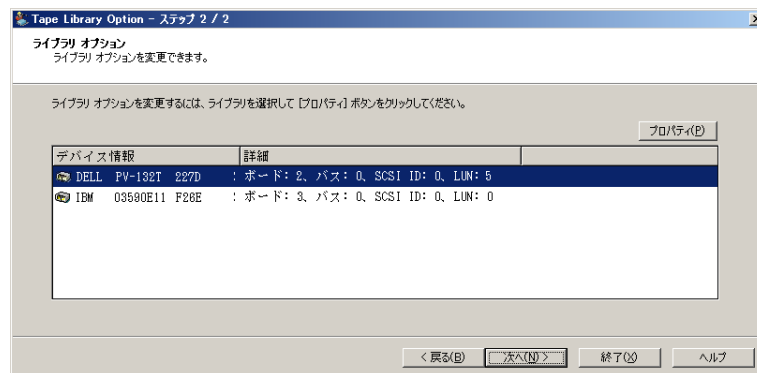 Tape Library Option - ステップ 2 / 2
ライブラリ オプション
ライブラリ オプションを変更できます。
ライブラリ オプションを変更するには、ライブラリを選択して [プロパティ] ボタンをクリックしてください。
プロパティ(P)
デバイス情報 詳細
DELL PV-132T 227D : ボード: 2、バス: 0、SCSI ID: 0、LUN: 5
IBM 03590E11 F26E : ボード: 3、バス: 0、SCSI ID: 0、LUN: 0
< 戻る(B) 次へ(N) > 終了(X) ヘルプ